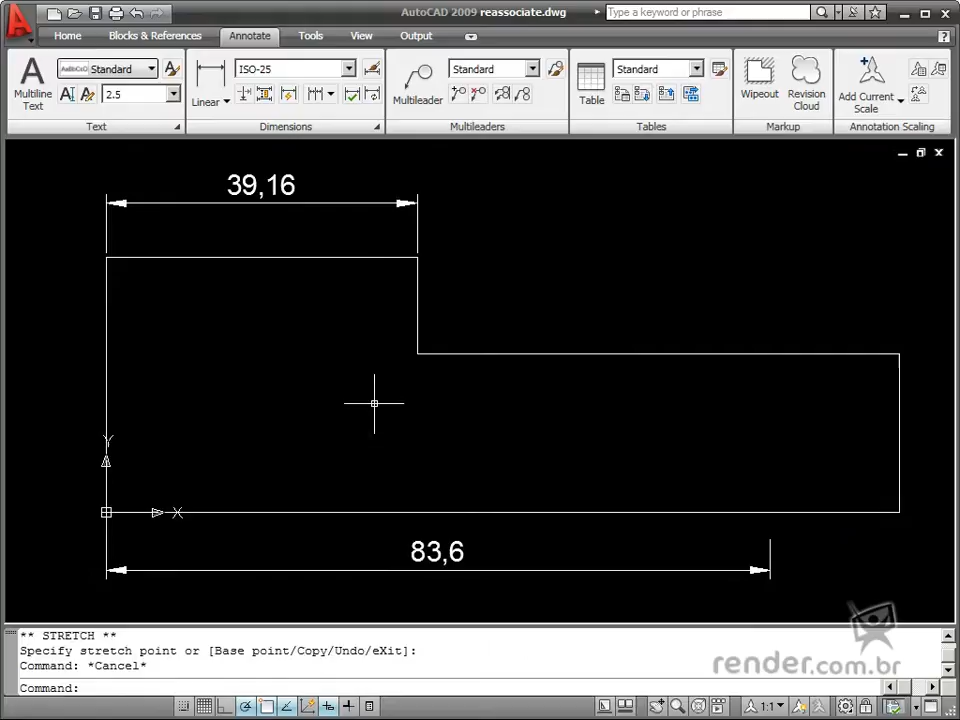 AutoCAD 2009 reassociate.dwg
Type a keyword or phrase
Home Blocks & References Annotate Tools View Output
Multiline Text
Standard
2.5
Text
Linear
ISO-25
Dimensions
Multileader
Standard
Multileaders
Table
Standard
Tables
Wipeout
Revision Cloud
Markup
Add Current Scale
Annotation Scaling
39,16
Y
X
83,6
** STRETCH **
Specify stretch point or [Base point/Copy/Undo/eXit]:
Command: *Cancel*
Command:
render.com.br
1:1